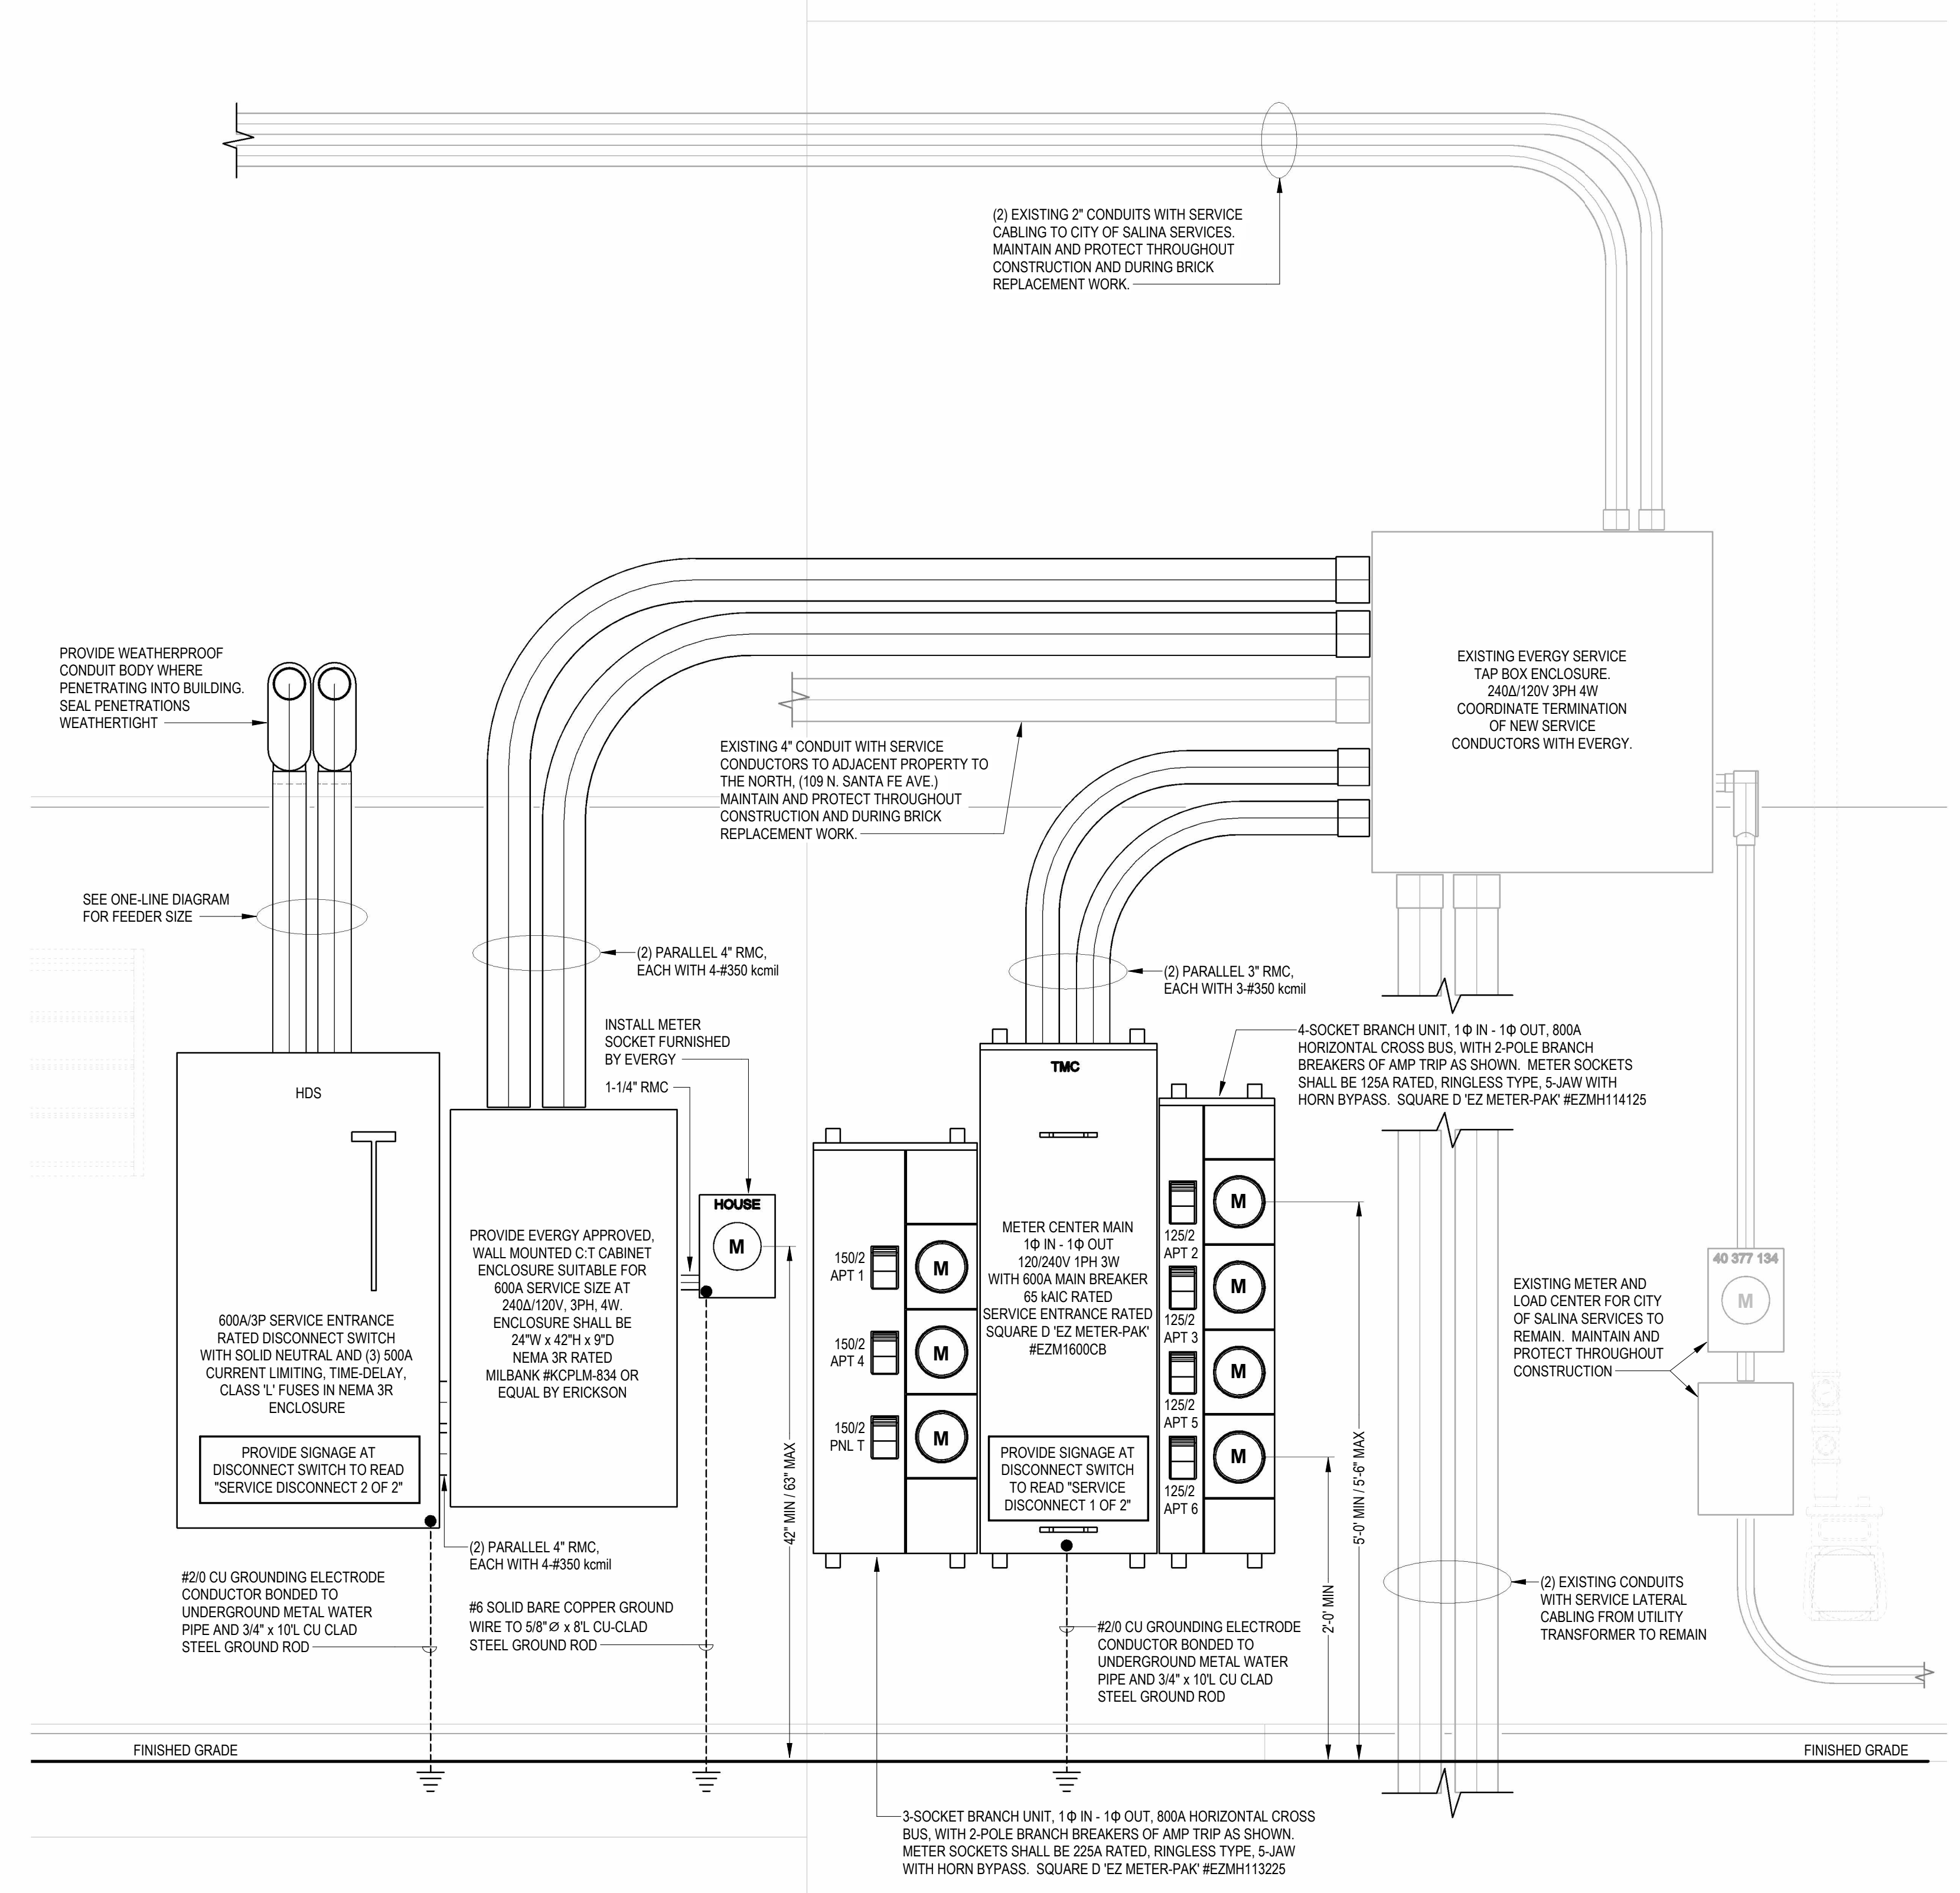 (2) EXISTING 2" CONDUITS WITH SERVICE
CABLING TO CITY OF SALINA SERVICES.
MAINTAIN AND PROTECT THROUGHOUT
CONSTRUCTION AND DURING BRICK
REPLACEMENT WORK.
PROVIDE WEATHERPROOF
CONDUIT BODY WHERE
PENETRATING INTO BUILDING.
SEAL PENETRATIONS
WEATHERTIGHT
EXISTING EVERGY SERVICE
TAP BOX ENCLOSURE.
240Δ/120V 3PH 4W
COORDINATE TERMINATION
OF NEW SERVICE
CONDUCTORS WITH EVERGY.
EXISTING 4" CONDUIT WITH SERVICE
CONDUCTORS TO ADJACENT PROPERTY TO
THE NORTH, (109 N. SANTA FE AVE.)
MAINTAIN AND PROTECT THROUGHOUT
CONSTRUCTION AND DURING BRICK
REPLACEMENT WORK.
SEE ONE-LINE DIAGRAM
FOR FEEDER SIZE
(2) PARALLEL 4" RMC,
EACH WITH 4-#350 kcmil
(2) PARALLEL 3" RMC,
EACH WITH 3-#350 kcmil
INSTALL METER
SOCKET FURNISHED
BY EVERGY
1-1/4" RMC
4-SOCKET BRANCH UNIT, 1Φ IN - 1Φ OUT, 800A
HORIZONTAL CROSS BUS, WITH 2-POLE BRANCH
BREAKERS OF AMP TRIP AS SHOWN. METER SOCKETS
SHALL BE 125A RATED, RINGLESS TYPE, 5-JAW WITH
HORN BYPASS. SQUARE D 'EZ METER-PAK' #EZMH114125
HDS
600A/3P SERVICE ENTRANCE
RATED DISCONNECT SWITCH
WITH SOLID NEUTRAL AND (3) 500A
CURRENT LIMITING, TIME-DELAY,
CLASS 'L' FUSES IN NEMA 3R
ENCLOSURE
PROVIDE SIGNAGE AT
DISCONNECT SWITCH TO READ
"SERVICE DISCONNECT 2 OF 2"
PROVIDE EVERGY APPROVED,
WALL MOUNTED C:T CABINET
ENCLOSURE SUITABLE FOR
600A SERVICE SIZE AT
240Δ/120V, 3PH, 4W.
ENCLOSURE SHALL BE
24"W x 42"H x 9"D
NEMA 3R RATED
MILBANK #KCPLM-834 OR
EQUAL BY ERICKSON
HOUSE
M
150/2
APT 1
M
150/2
APT 4
M
150/2
PNL T
M
TMC
METER CENTER MAIN
1Φ IN - 1Φ OUT
120/240V 1PH 3W
WITH 600A MAIN BREAKER
65 kAIC RATED
SERVICE ENTRANCE RATED
SQUARE D 'EZ METER-PAK'
#EZM1600CB
PROVIDE SIGNAGE AT
DISCONNECT SWITCH
TO READ "SERVICE
DISCONNECT 1 OF 2"
M
125/2
APT 2
M
125/2
APT 3
M
125/2
APT 5
M
125/2
APT 6
40 377 134
M
EXISTING METER AND
LOAD CENTER FOR CITY
OF SALINA SERVICES TO
REMAIN. MAINTAIN AND
PROTECT THROUGHOUT
CONSTRUCTION
42" MIN / 63" MAX
5'-0' MIN / 5'-6" MAX
2'-0' MIN
(2) PARALLEL 4" RMC,
EACH WITH 4-#350 kcmil
#2/0 CU GROUNDING ELECTRODE
CONDUCTOR BONDED TO
UNDERGROUND METAL WATER
PIPE AND 3/4" x 10'L CU CLAD
STEEL GROUND ROD
#6 SOLID BARE COPPER GROUND
WIRE TO 5/8" Ø x 8'L CU-CLAD
STEEL GROUND ROD
#2/0 CU GROUNDING ELECTRODE
CONDUCTOR BONDED TO
UNDERGROUND METAL WATER
PIPE AND 3/4" x 10'L CU CLAD
STEEL GROUND ROD
(2) EXISTING CONDUITS
WITH SERVICE LATERAL
CABLING FROM UTILITY
TRANSFORMER TO REMAIN
FINISHED GRADE
FINISHED GRADE
3-SOCKET BRANCH UNIT, 1Φ IN - 1Φ OUT, 800A HORIZONTAL CROSS
BUS, WITH 2-POLE BRANCH BREAKERS OF AMP TRIP AS SHOWN.
METER SOCKETS SHALL BE 225A RATED, RINGLESS TYPE, 5-JAW
WITH HORN BYPASS. SQUARE D 'EZ METER-PAK' #EZMH113225